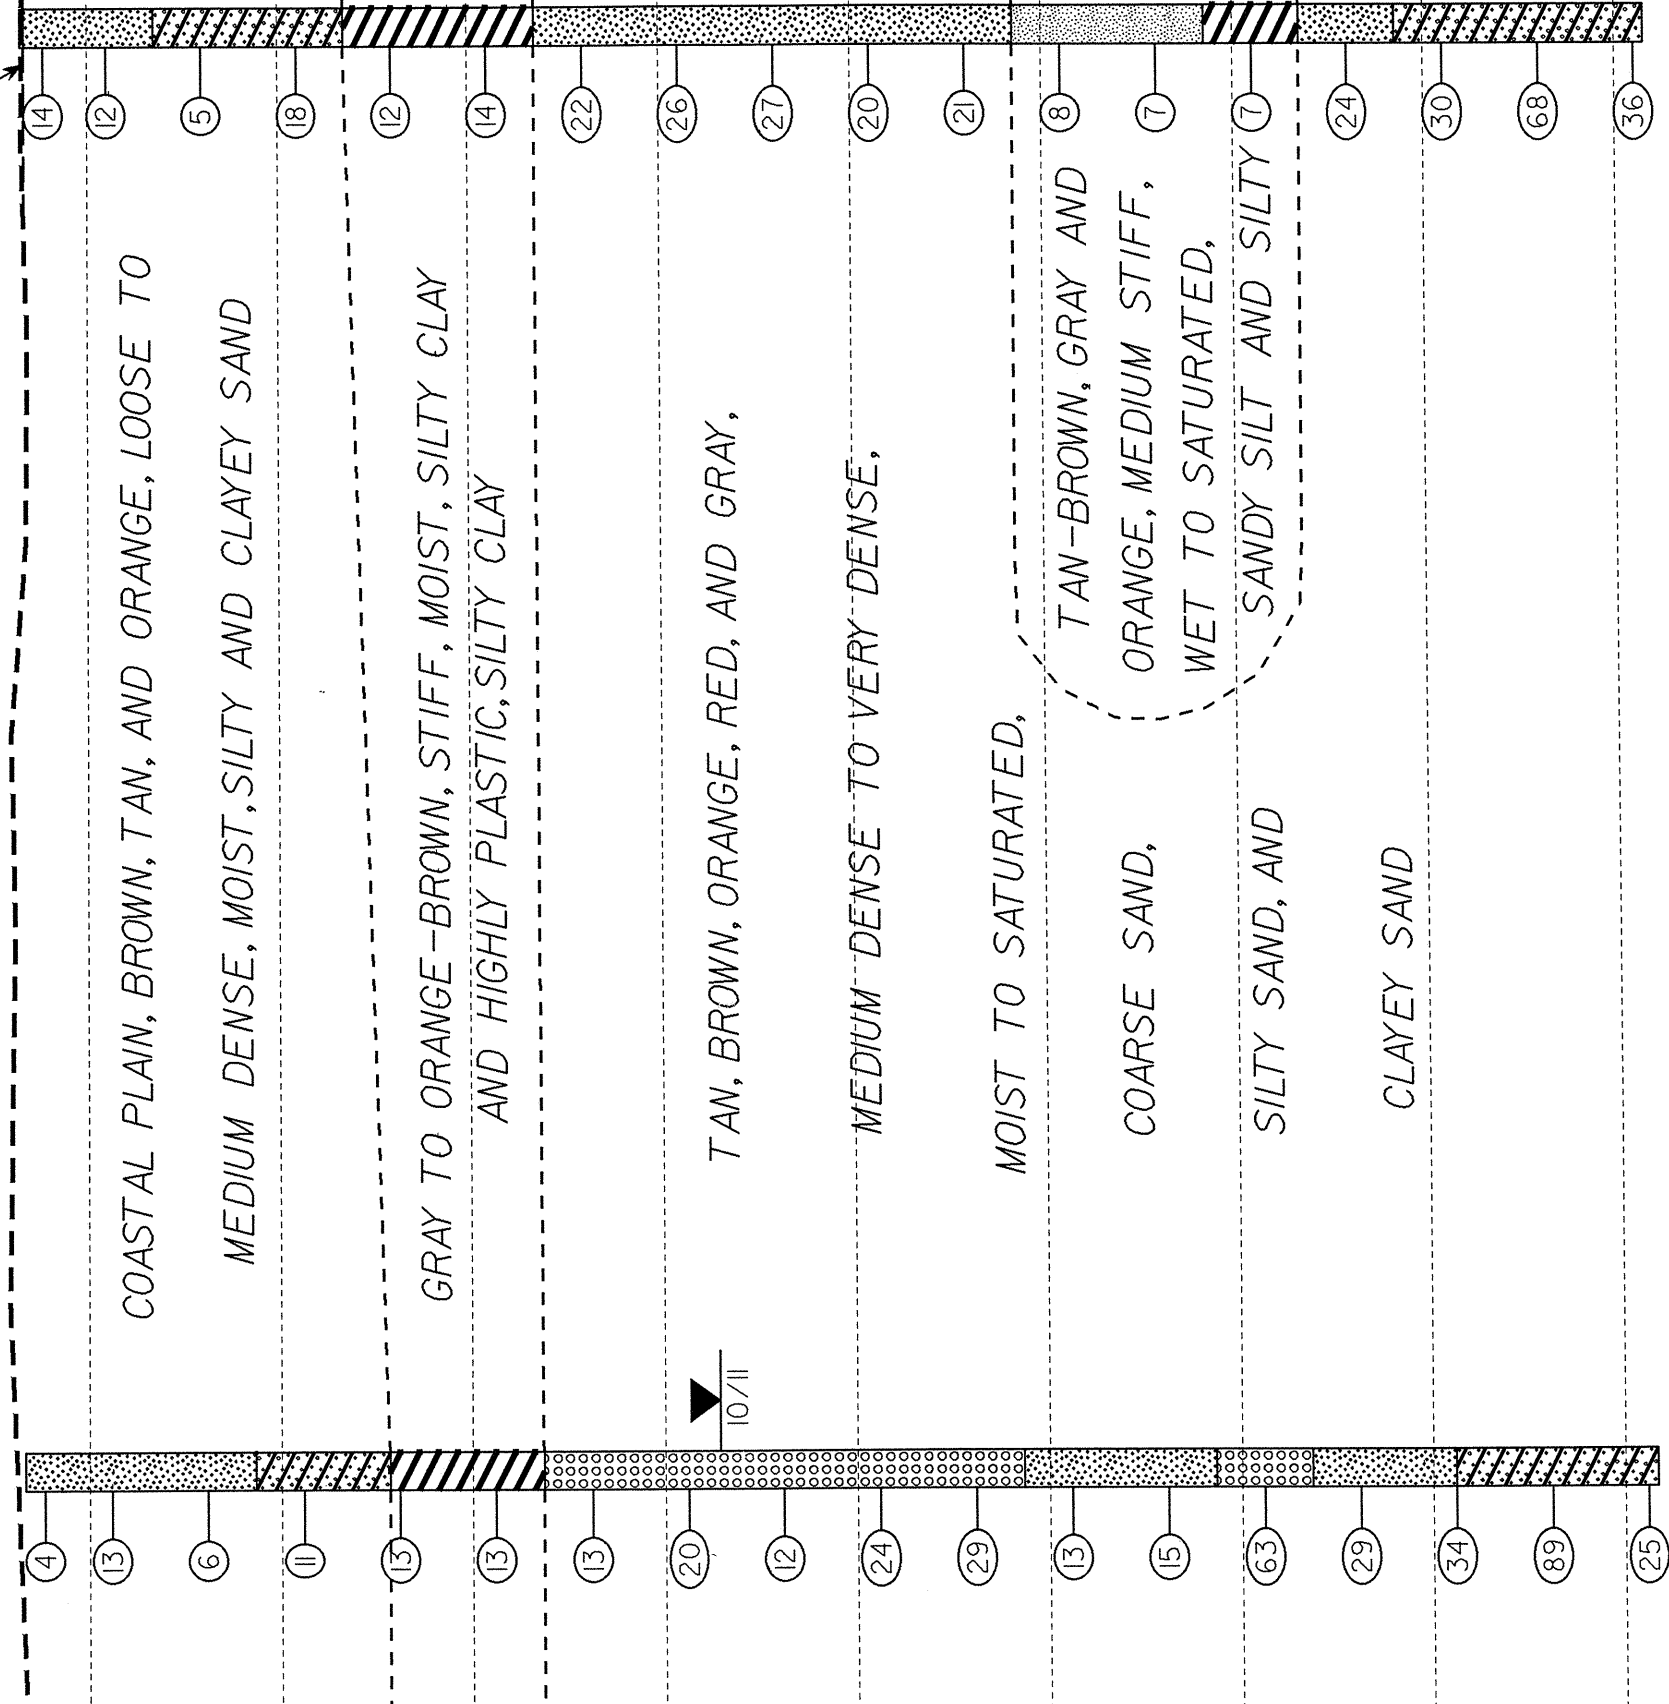 14
12
5
18
12
14
22
26
27
20
21
8
7
7
24
30
68
36
COASTAL PLAIN, BROWN, TAN, AND ORANGE, LOOSE TO
MEDIUM DENSE, MOIST, SILTY AND CLAYEY SAND
GRAY TO ORANGE-BROWN, STIFF, MOIST, SILTY CLAY
AND HIGHLY PLASTIC, SILTY CLAY
TAN, BROWN, ORANGE, RED, AND GRAY,
MEDIUM DENSE TO VERY DENSE,
MOIST TO SATURATED,
COARSE SAND,
SILTY SAND, AND
CLAYEY SAND
TAN-BROWN, GRAY AND
ORANGE, MEDIUM STIFF,
WET TO SATURATED,
SANDY SILT AND SILTY
10/11
4
13
6
11
13
13
13
20
12
24
29
13
15
63
29
34
89
25